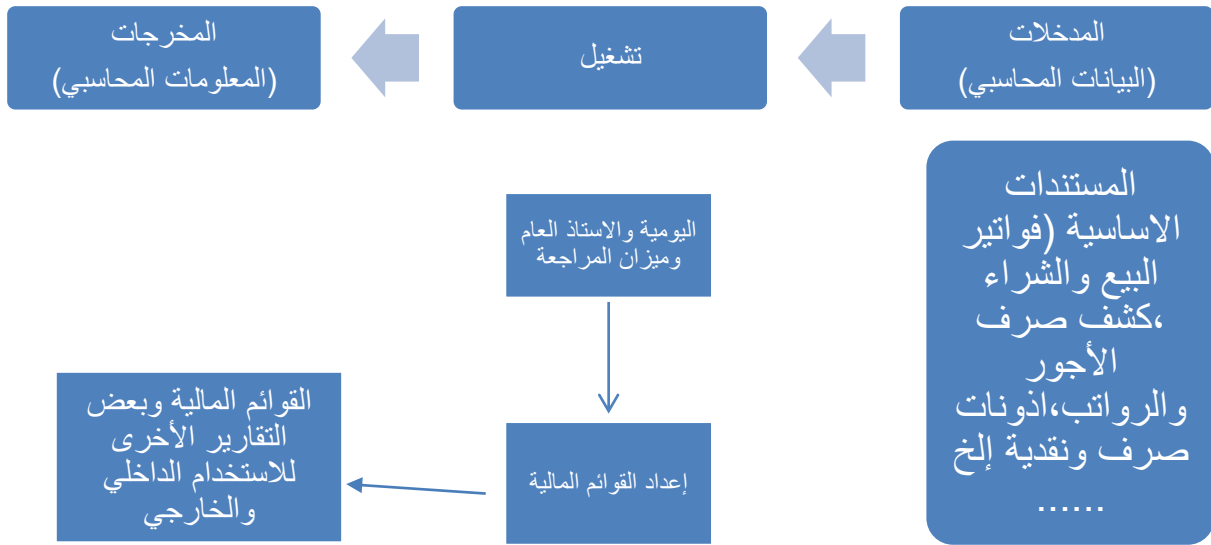 المدخلات
(البيانات المحاسبي)
تشغيل
المخرجات
(المعلومات المحاسبي)
المستندات
الاساسية (فواتير
البيع والشراء
،كشف صرف
الأجور
والرواتب،اذونات
صرف ونقدية إلخ
......
اليومية والاستاذ العام
وميزان المراجعة
إعداد القوائم المالية
القوائم المالية وبعض
التقارير الأخرى
للاستخدام الداخلي
والخارجي